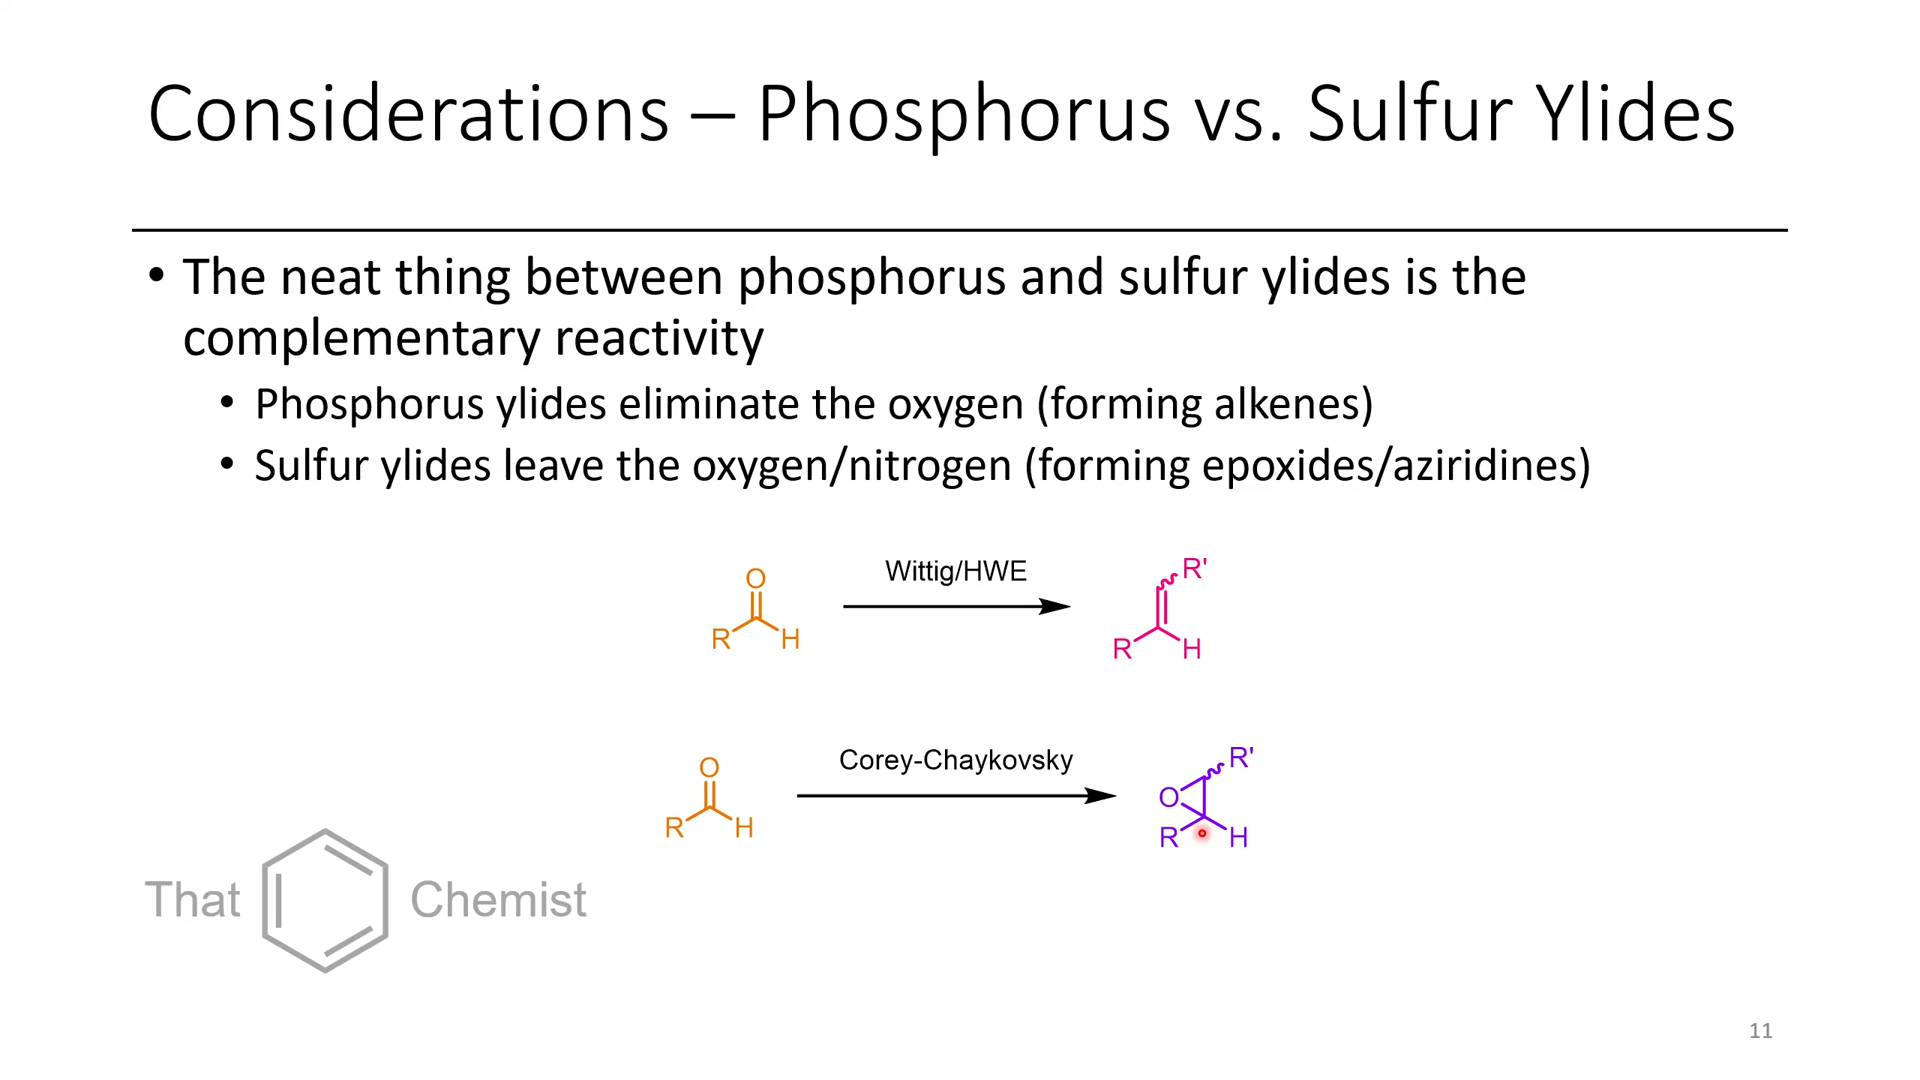 Considerations – Phosphorus vs. Sulfur Ylides
• The neat thing between phosphorus and sulfur ylides is the
complementary reactivity
• Phosphorus ylides eliminate the oxygen (forming alkenes)
• Sulfur ylides leave the oxygen/nitrogen (forming epoxides/aziridines)
O
R H
Wittig/HWE
R'
R H
O
R H
Corey-Chaykovsky
R'
O
R H
That Chemist
11